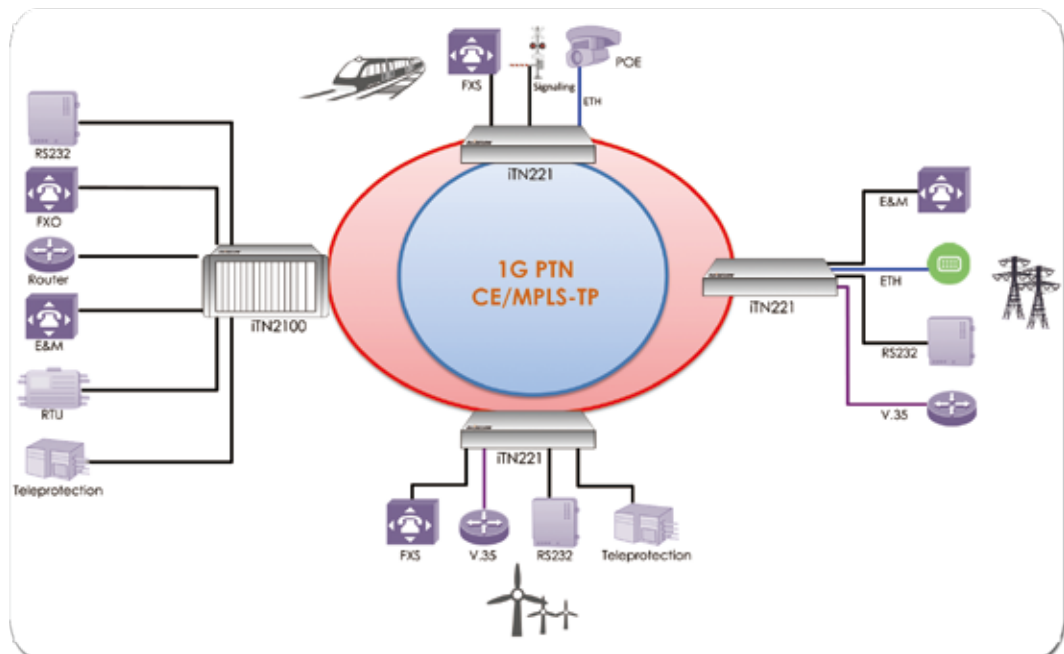 FXS
Signaling
POE
ETH
iTN221
RS232
FXO
Router
E&M
RTU
Teleprotection
iTN2100
1G PTN
CE/MPLS-TP
E&M
ETH
iTN221
RS232
V.35
iTN221
FXS
V.35
RS232
Teleprotection